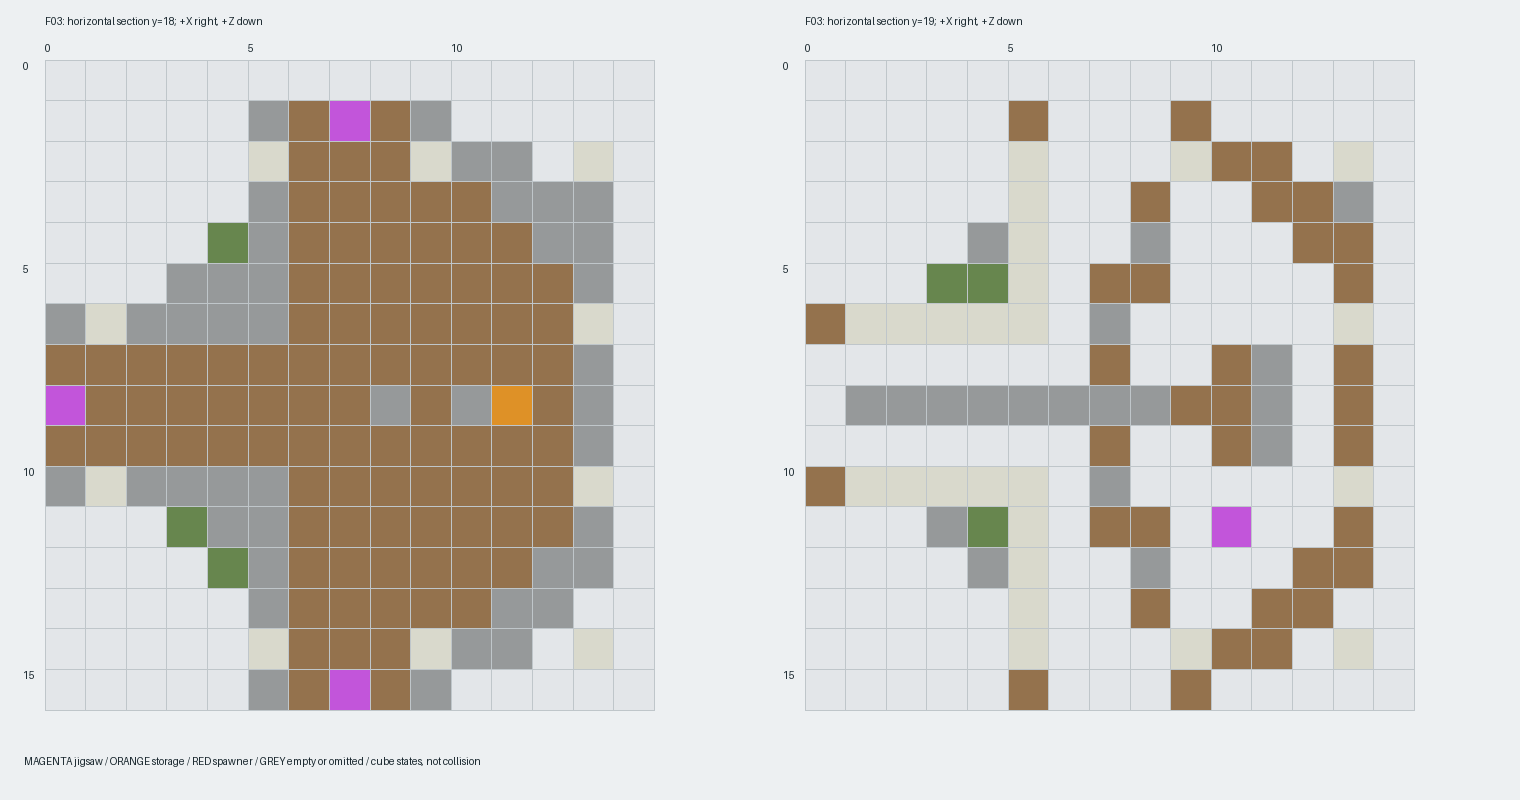 F03: horizontal section y=18; +X right, +Z down
F03: horizontal section y=19; +X right, +Z down
0 5 10
0 5 10
0
0
5
5
10
10
15
15
MAGENTA jigsaw / ORANGE storage / RED spawner / GREY empty or omitted / cube states, not collision